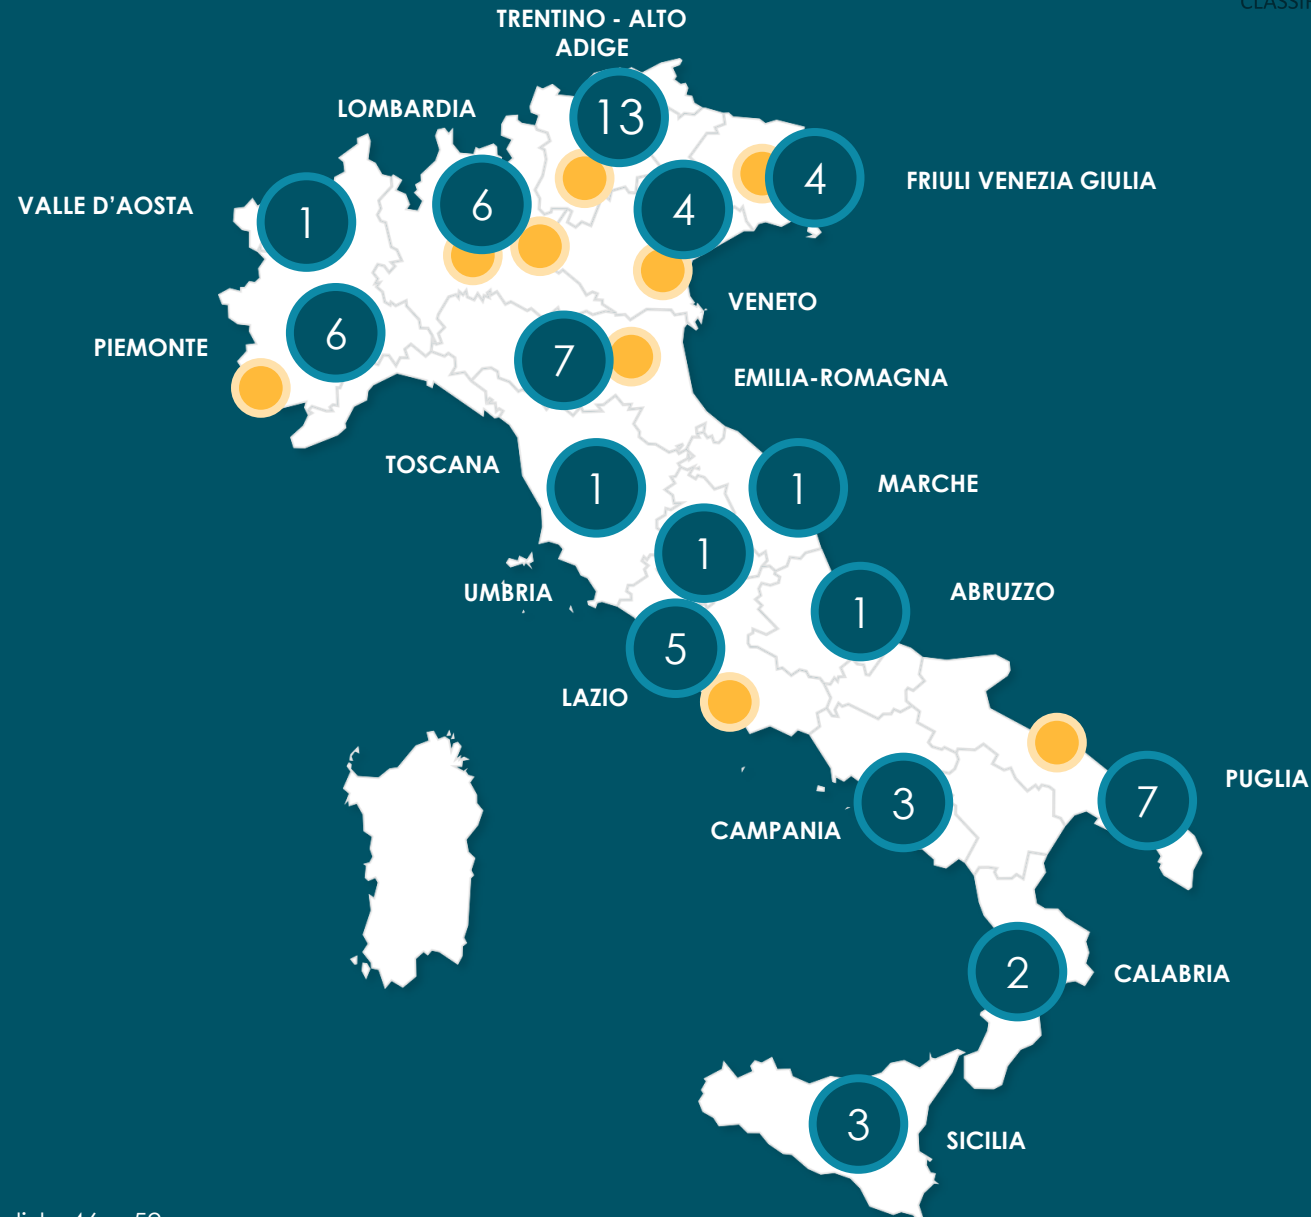 TRENTINO - ALTO
ADIGE
13
LOMBARDIA
6
4
4
FRIULI VENEZIA GIULIA
VALLE D'AOSTA
1
VENETO
PIEMONTE
6
7
EMILIA-ROMAGNA
TOSCANA
1
1
MARCHE
1
UMBRIA
1
ABRUZZO
5
LAZIO
PUGLIA
7
3
CAMPANIA
2
CALABRIA
3
SICILIA